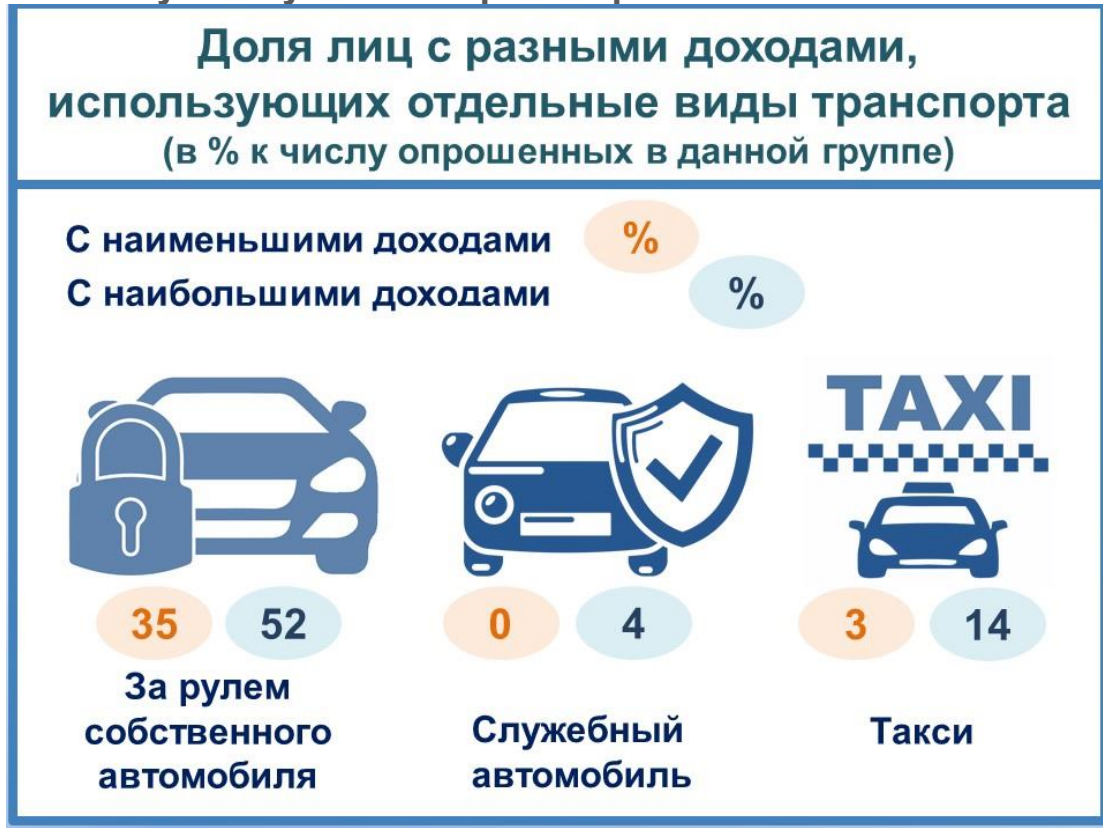 Доля лиц с разными доходами,
использующих отдельные виды транспорта
(в % к числу опрошенных в данной группе)
С наименьшими доходами %
С наибольшими доходами %
TAXI
35 52 0 4 3 14
За рулем
собственного
автомобиля
Служебный
автомобиль
Такси